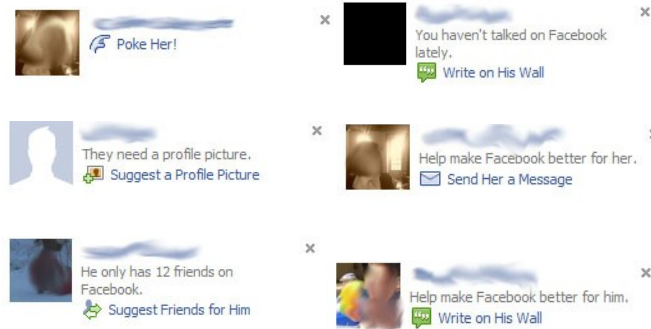 Poke Her!
You haven't talked on Facebook
lately.
Write on His Wall
They need a profile picture.
Suggest a Profile Picture
Help make Facebook better for her.
Send Her a Message
He only has 12 friends on
Facebook.
Suggest Friends for Him
Help make Facebook better for him.
Write on His Wall